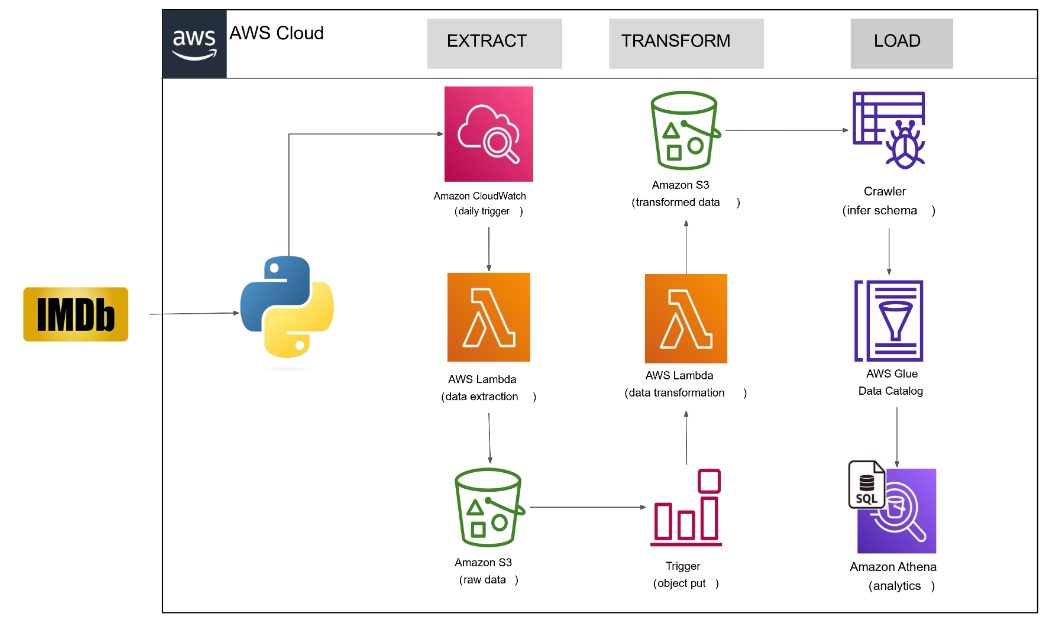 aws
AWS Cloud
EXTRACT
TRANSFORM
LOAD
Amazon CloudWatch
(daily trigger )
Amazon S3
(transformed data )
Crawler
(infer schema )
IMDb
AWS Lambda
(data extraction )
AWS Lambda
(data transformation )
AWS Glue
Data Catalog
Amazon S3
(raw data )
Trigger
(object put )
SQL
Amazon Athena
(analytics )